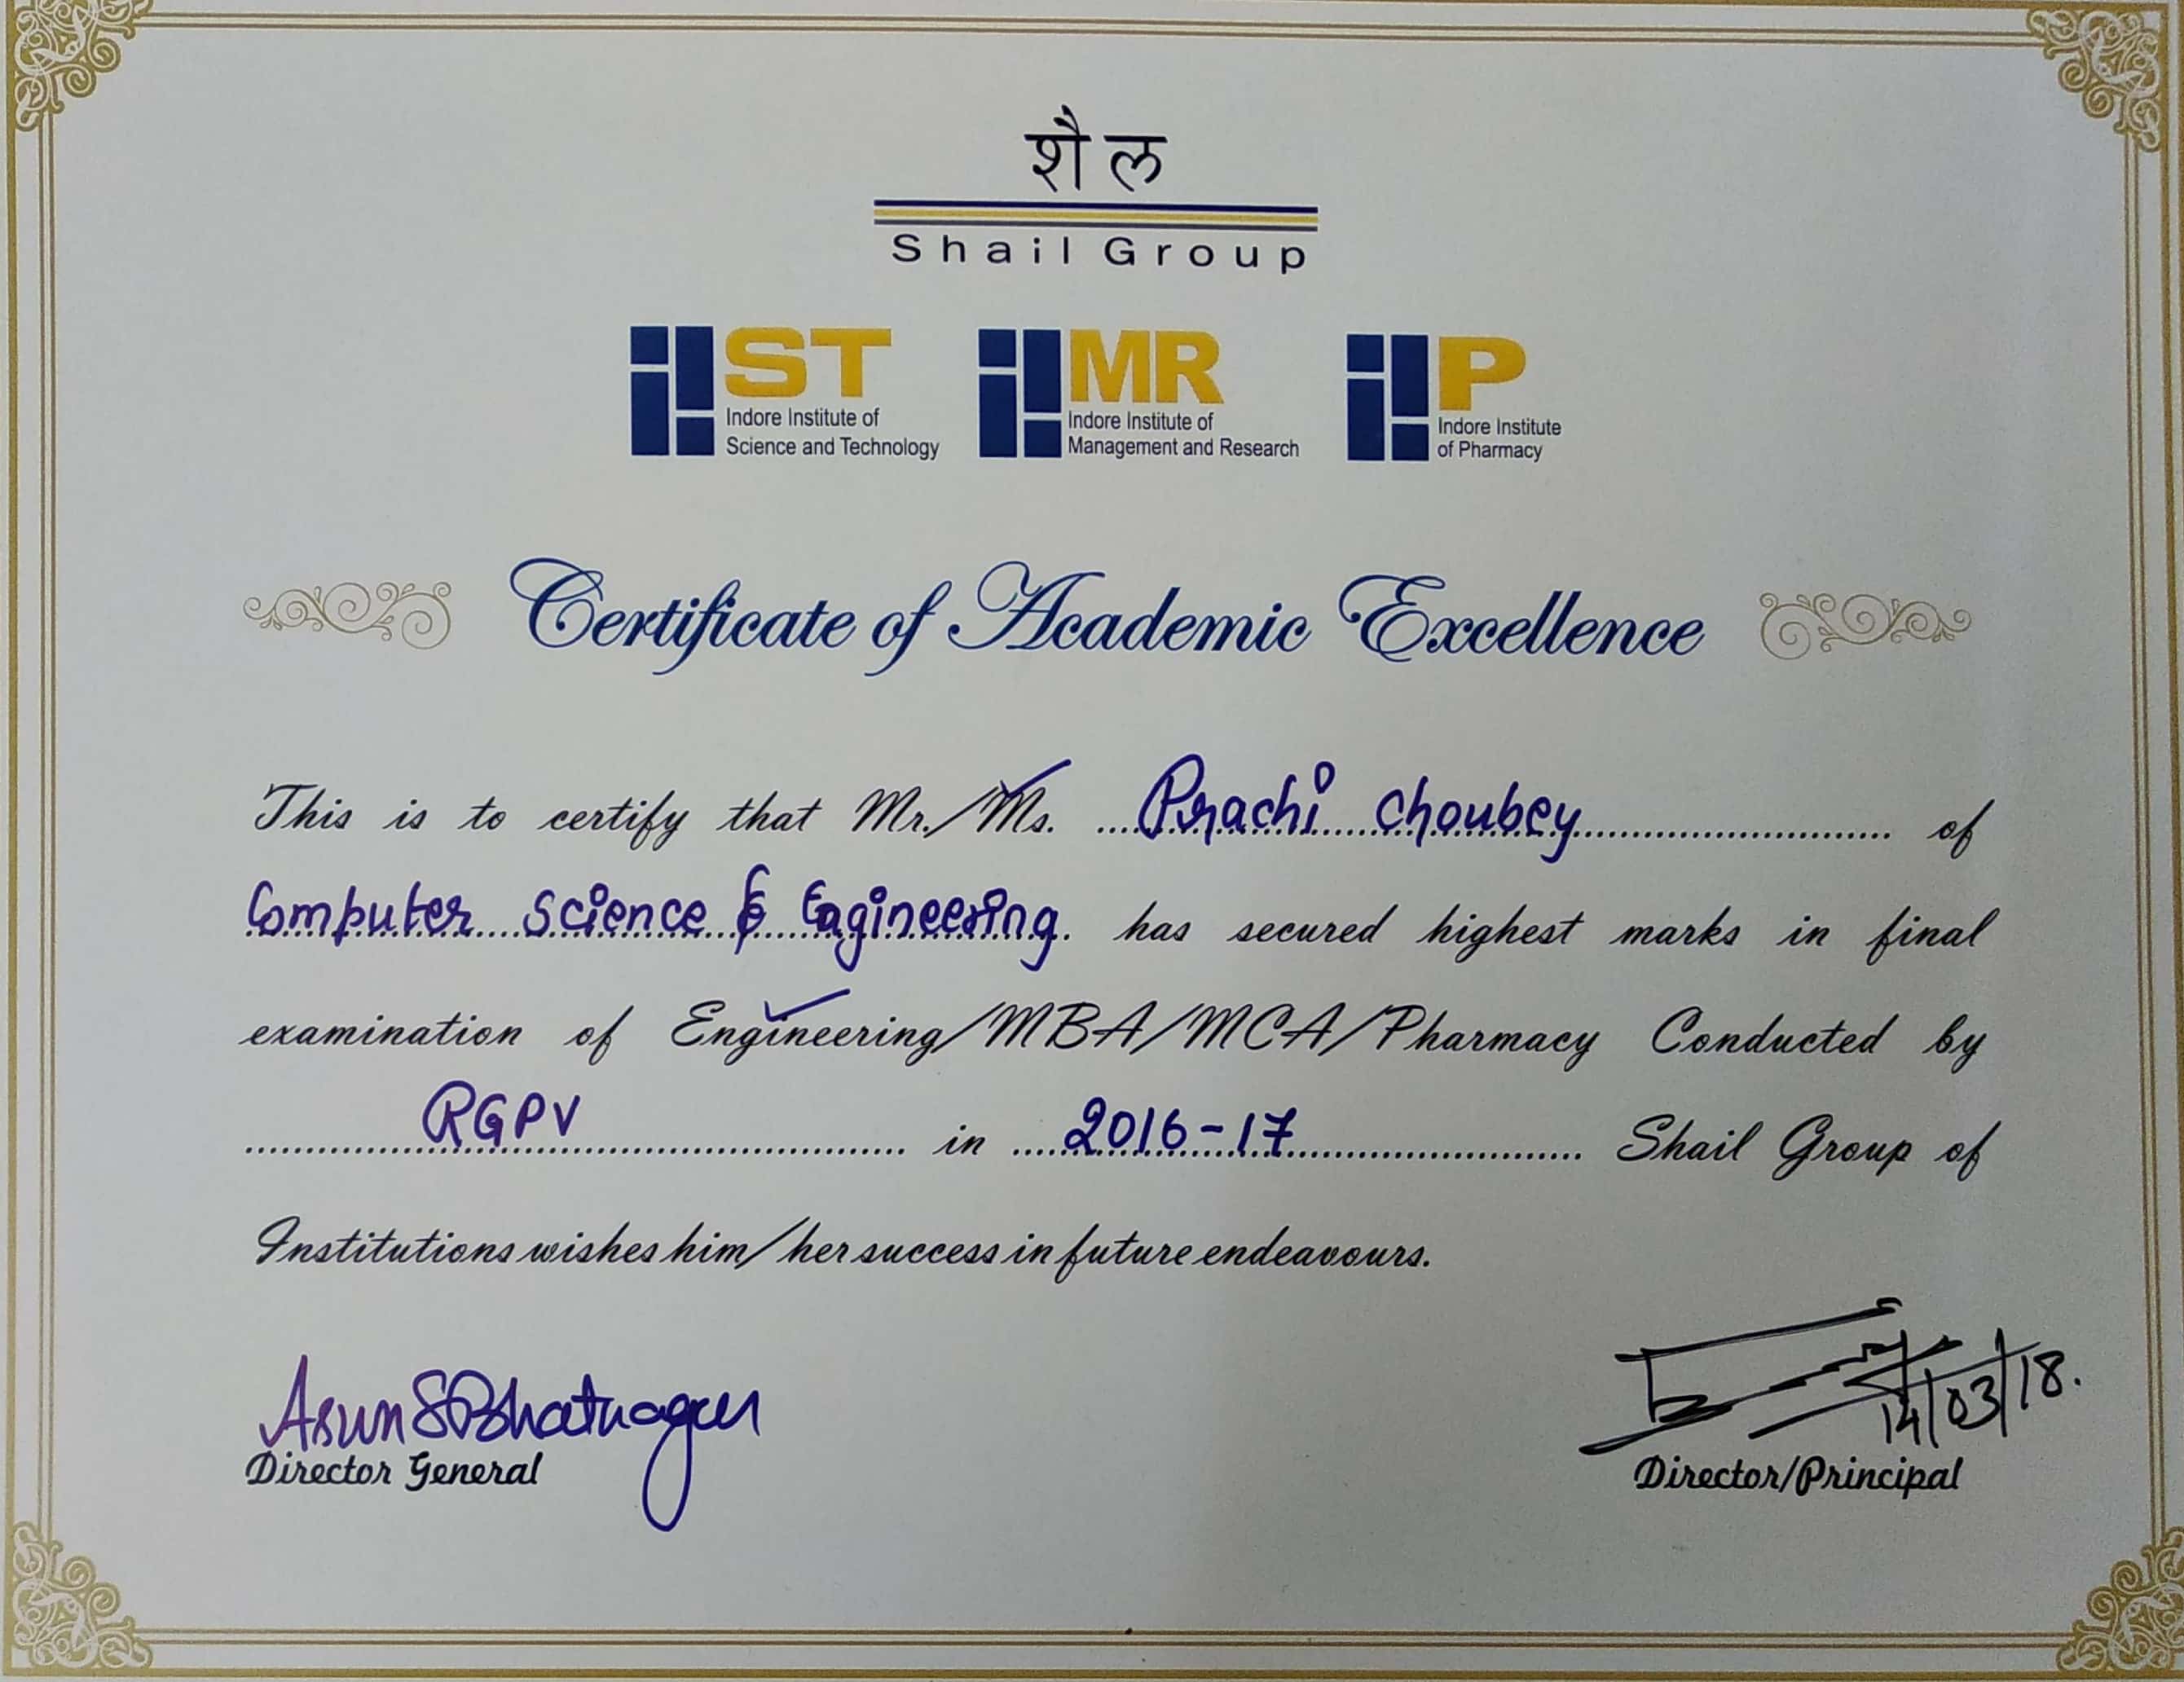 शैल
Shail Group
IIST IIMR IIP
Indore Institute of Science and Technology
Indore Institute of Management and Research
Indore Institute of Pharmacy
Certificate of Academic Excellence
This is to certify that Mr./Ms. Prachi Choubey of
Computer Science & Engineering has secured highest marks in final
examination of Engineering/MBA/MCA/Pharmacy Conducted by
RGPV in 2016-17 Shail Group of
Institutions wishes him/her success in future endeavours.
Arun S Bhatnagar
14/03/18.
Director General
Director/Principal